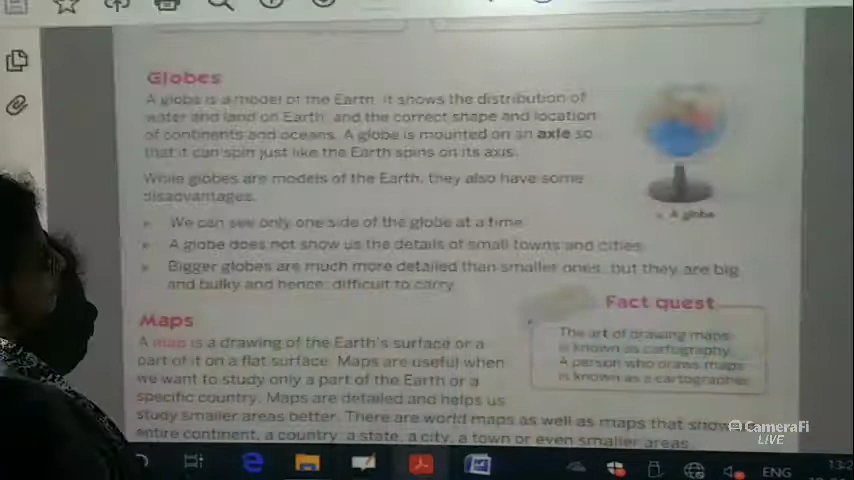 Globes
A globe is a model of the Earth. It shows the distribution of
water and land on Earth, and the correct shape and location
of continents and oceans. A globe is mounted on an axle so
that it can spin just like the Earth spins on its axis.
While globes are models of the Earth, they also have some
disadvantages.
We can see only one side of the globe at a time.
A globe does not show us the details of small towns and cities.
Bigger globes are much more detailed than smaller ones, but they are big
and bulky and hence, difficult to carry.
A globe
Maps
A map is a drawing of the Earth's surface or a
part of it on a flat surface. Maps are useful when
we want to study only a part of the Earth or a
specific country. Maps are detailed and helps us
study smaller areas better. There are world maps as well as maps that show
entire continent, a country, a state, a city, a town or even smaller areas.
Fact quest
The art of drawing maps
is known as cartography.
A person who draws maps
is known as a cartographer.
CameraFi
LIVE
ENG
13:2